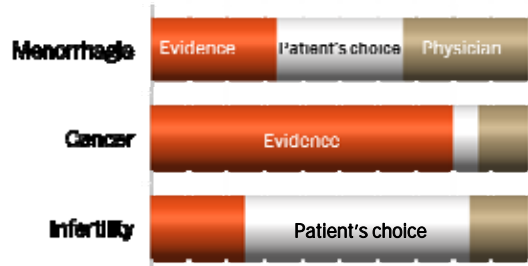 Menorrhagia Evidence Patient's choice Physician
Cancer Evidence
Infertility Patient's choice